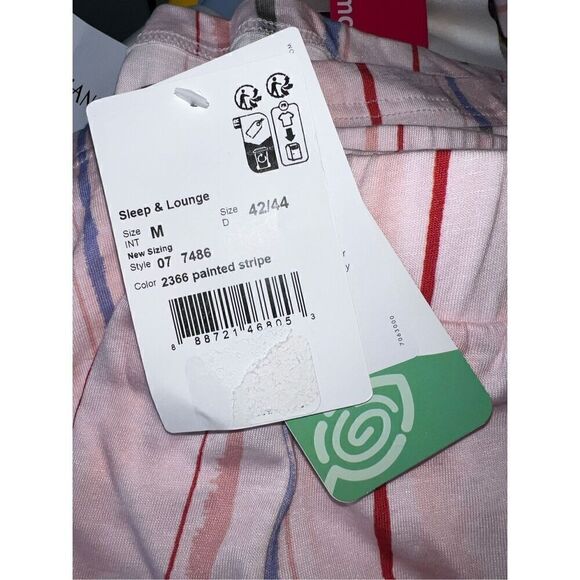 Sleep & Lounge
Size INT M Size D 42/44
New Sizing
Style 07 7486
Color 2366 painted stripe
8 88721 46805 3
7063000